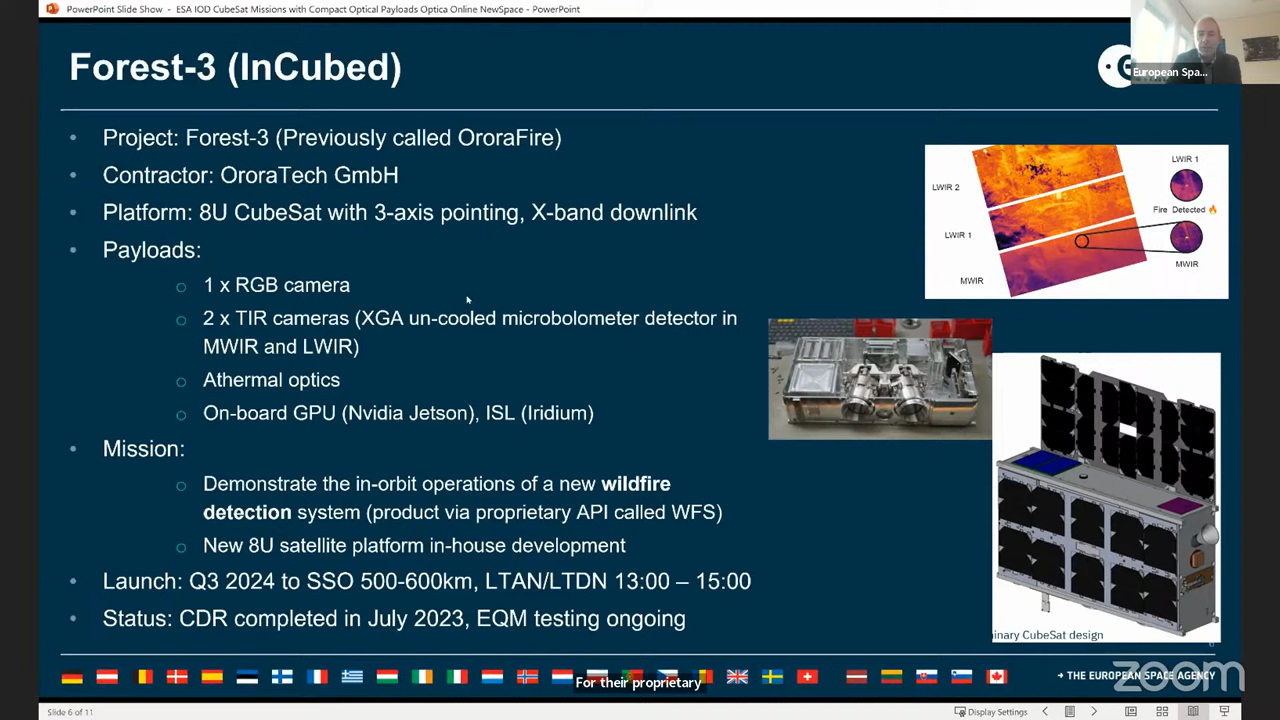 PowerPoint Slide Show - ESA IOD CubeSat Missions with Compact Optical Payloads Optica Online NewSpace - PowerPoint
European Spa...
Forest-3 (InCubed)
• Project: Forest-3 (Previously called OroraFire)
• Contractor: OroraTech GmbH
• Platform: 8U CubeSat with 3-axis pointing, X-band downlink
• Payloads:
o 1 x RGB camera
o 2 x TIR cameras (XGA un-cooled microbolometer detector in
MWIR and LWIR)
o Athermal optics
o On-board GPU (Nvidia Jetson), ISL (Iridium)
• Mission:
o Demonstrate the in-orbit operations of a new wildfire
detection system (product via proprietary API called WFS)
o New 8U satellite platform in-house development
• Launch: Q3 2024 to SSO 500-600km, LTAN/LTDN 13:00 – 15:00
• Status: CDR completed in July 2023, EQM testing ongoing
LWIR 2
LWIR 1
MWIR
LWIR 1
Fire Detected 🔥
MWIR
minary CubeSat design
6
→ THE EUROPEAN SPACE AGENCY
For their proprietary
zoom
Slide 6 of 11
Display Settings